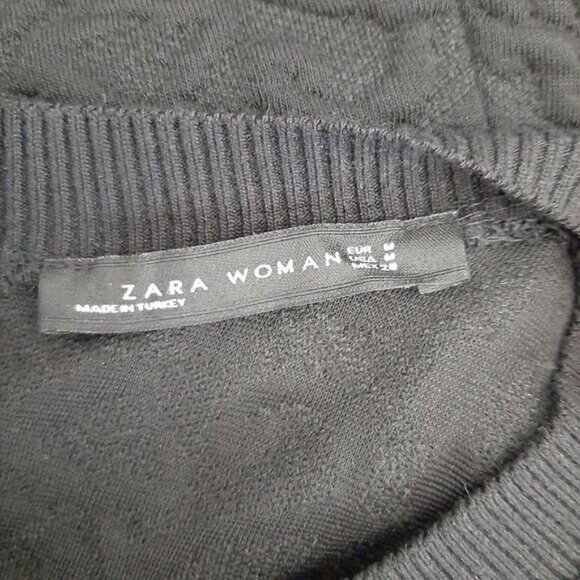 ZARA WOMAN
EUR M
USA M
MEX 28
MADE IN TURKEY